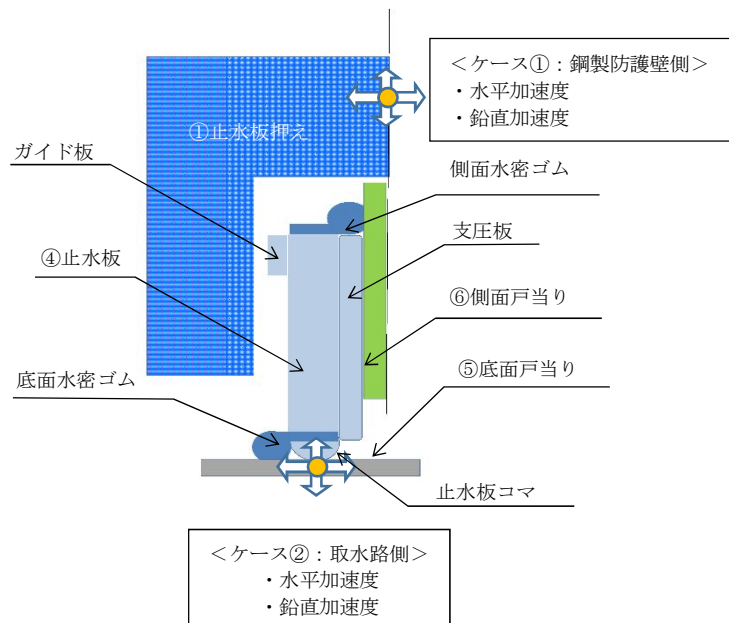 <ケース①：鋼製防護壁側>
・水平加速度
・鉛直加速度
①止水板押え
ガイド板
側面水密ゴム
支圧板
④止水板
⑥側面戸当り
⑤底面戸当り
底面水密ゴム
止水板コマ
<ケース②：取水路側>
・水平加速度
・鉛直加速度